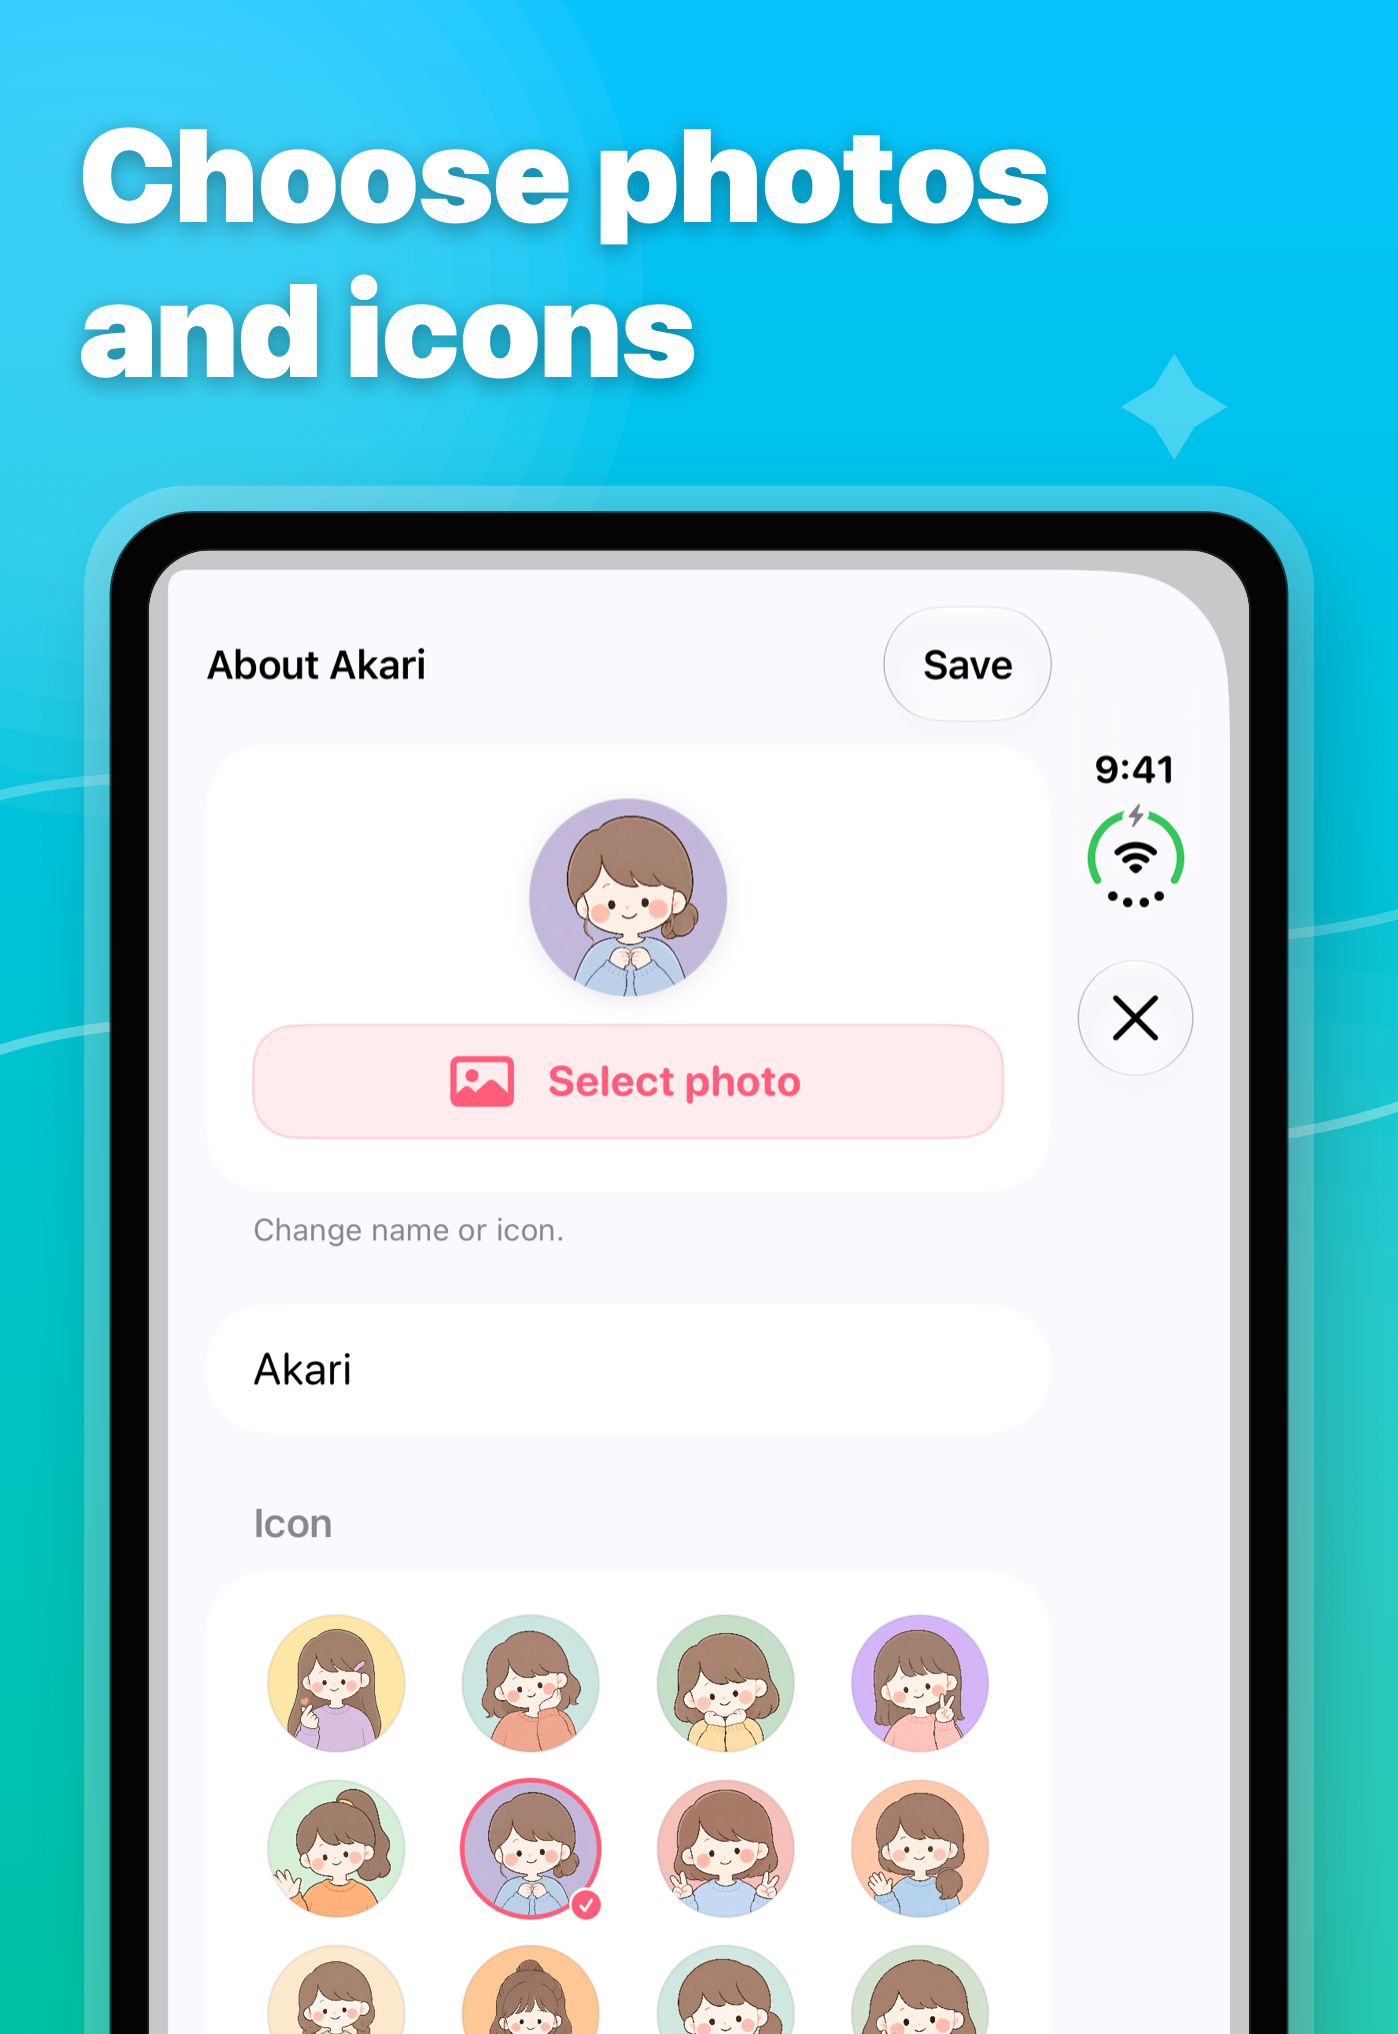 Choose photos
and icons
About Akari
Save
9:41
Select photo
Change name or icon.
Akari
Icon